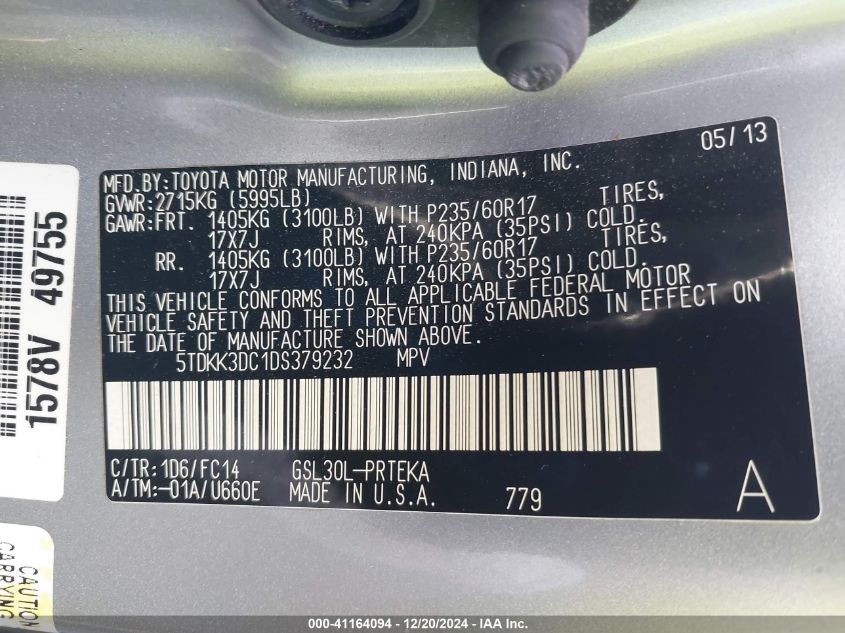 05/13
MFD.BY:TOYOTA MOTOR MANUFACTURING, INDIANA, INC.
GVWR:2715KG (5995LB)
GAWR:FRT. 1405KG (3100LB) WITH P235/60R17 TIRES,
17X7J RIMS, AT 240KPA (35PSI) COLD.
RR. 1405KG (3100LB) WITH P235/60R17 TIRES,
17X7J RIMS, AT 240KPA (35PSI) COLD.
THIS VEHICLE CONFORMS TO ALL APPLICABLE FEDERAL MOTOR
VEHICLE SAFETY AND THEFT PREVENTION STANDARDS IN EFFECT ON
THE DATE OF MANUFACTURE SHOWN ABOVE.
5TDKK3DC1DS379232 MPV
C/TR:1D6/FC14 GSL30L-PRTEKA
A/TM:-01A/U660E MADE IN U.S.A. 779 A
1578V 49755
CAUTION
CARRYING
000-41164094 - 12/20/2024 - IAA Inc.